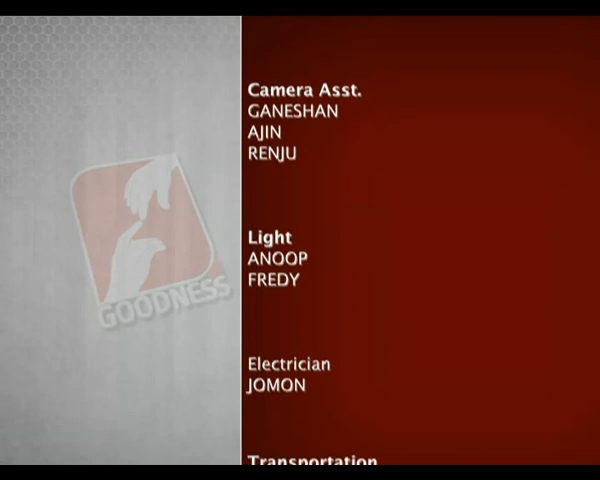 Camera Asst.
GANESHAN
AJIN
RENJU
Light
ANOOP
FREDY
Electrician
JOMON
Transportation
GOODNESS